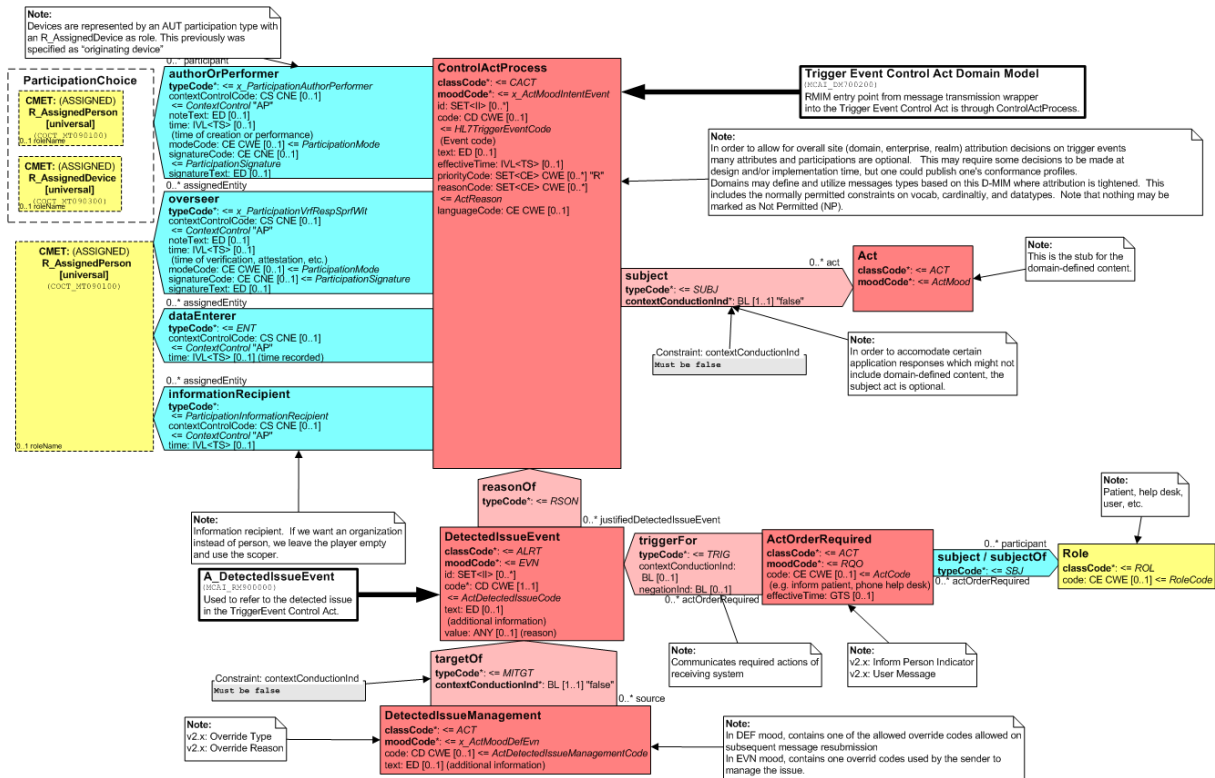 Note:
Devices are represented by an AUT participation type with
an R_AssignedDevice as role. This previously was
specified as "originating device"
0..* participant
ParticipationChoice
CMET: (ASSIGNED)
R_AssignedPerson
[universal]
(COCT_MT090100)
0..1 roleName
CMET: (ASSIGNED)
R_AssignedDevice
[universal]
(COCT_MT090300)
0..1 roleName
authorOrPerformer
typeCode*: <= x_ParticipationAuthorPerformer
contextControlCode: CS CNE [0..1]
<= ContextControl "AP"
noteText: ED [0..1]
time: IVL<TS> [0..1]
(time of creation or performance)
modeCode: CE CWE [0..1] <= ParticipationMode
signatureCode: CE CNE [0..1]
<= ParticipationSignature
signatureText: ED [0..1]
0..* assignedEntity
overseer
typeCode*: <= x_ParticipationVrfRespSprfWit
contextControlCode: CS CNE [0..1]
<= ContextControl "AP"
noteText: ED [0..1]
time: IVL<TS> [0..1]
(time of verification, attestation, etc.)
modeCode: CE CWE [0..1] <= ParticipationMode
signatureCode: CE CNE [0..1] <= ParticipationSignature
signatureText: ED [0..1]
0..* assignedEntity
CMET: (ASSIGNED)
R_AssignedPerson
[universal]
(COCT_MT090100)
0..1 roleName
dataEnterer
typeCode*: <= ENT
contextControlCode: CS CNE [0..1]
<= ContextControl "AP"
time: IVL<TS> [0..1] (time recorded)
0..* assignedEntity
informationRecipient
typeCode*:
<= ParticipationInformationRecipient
contextControlCode: CS CNE [0..1]
<= ContextControl "AP"
time: IVL<TS> [0..1]
ControlActProcess
classCode*: <= CACT
moodCode*: <= x_ActMoodIntentEvent
id: SET<II> [0..*]
code: CD CWE [0..1]
<= HL7TriggerEventCode
(Event code)
text: ED [0..1]
effectiveTime: IVL<TS> [0..1]
priorityCode: SET<CE> CWE [0..*] "R"
reasonCode: SET<CE> CWE [0..*]
<= ActReason
languageCode: CE CWE [0..1]
Trigger Event Control Act Domain Model
(MCAI_DM700200)
RMIM entry point from message transmission wrapper
into the Trigger Event Control Act is through ControlActProcess.
Note:
In order to allow for overall site (domain, enterprise, realm) attribution decisions on trigger events
many attributes and participations are optional. This may require some decisions to be made at
design and/or implementation time, but one could publish one's conformance profiles.
Domains may define and utilize messages types based on this D-MIM where attribution is tightened. This
includes the normally permitted constraints on vocab, cardinaltiy, and datatypes. Note that nothing may be
marked as Not Permitted (NP).
0..* act
subject
typeCode*: <= SUBJ
contextConductionInd*: BL [1..1] "false"
Act
classCode*: <= ACT
moodCode*: <= ActMood
Note:
This is the stub for the
domain-defined content.
Constraint: contextConductionInd
Must be false
Note:
In order to accomodate certain
application responses which might not
include domain-defined content, the
subject act is optional.
reasonOf
typeCode*: <= RSON
0..* justifiedDetectedIssueEvent
Note:
Information recipient. If we want an organization
instead of person, we leave the player empty
and use the scoper.
A_DetectedIssueEvent
(MCAI_RM900000)
Used to refer to the detected issue
in the TriggerEvent Control Act.
DetectedIssueEvent
classCode*: <= ALRT
moodCode*: <= EVN
id: SET<II> [0..*]
code*: CD CWE [1..1]
<= ActDetectedIssueCode
text: ED [0..1]
(additional information)
value: ANY [0..1] (reason)
triggerFor
typeCode*: <= TRIG
contextConductionInd:
BL [0..1]
negationInd: BL [0..1]
0..* actOrderRequired
ActOrderRequired
classCode*: <= ACT
moodCode*: <= RQO
code: CE CWE [0..1] <= ActCode
(e.g. inform patient, phone help desk)
effectiveTime: GTS [0..1]
0..* participant
subject / subjectOf
typeCode*: <= SBJ
0..* actOrderRequired
Note:
Patient, help desk,
user, etc.
Role
classCode*: <= ROL
code: CE CWE [0..1] <= RoleCode
Note:
Communicates required actions of
receiving system
Note:
v2.x: Inform Person Indicator
v2.x: User Message
Constraint: contextConductionInd
Must be false
targetOf
typeCode*: <= MITGT
contextConductionInd*: BL [1..1] "false"
0..* source
Note:
v2.x: Override Type
v2.x: Override Reason
DetectedIssueManagement
classCode*: <= ACT
moodCode*: <= x_ActMoodDefEvn
code: CD CWE [0..1] <= ActDetectedIssueManagementCode
text: ED [0..1] (additional information)
Note:
In DEF mood, contains one of the allowed override codes allowed on
subsequent message resubmission
In EVN mood, contains one overrid codes used by the sender to
manage the issue.